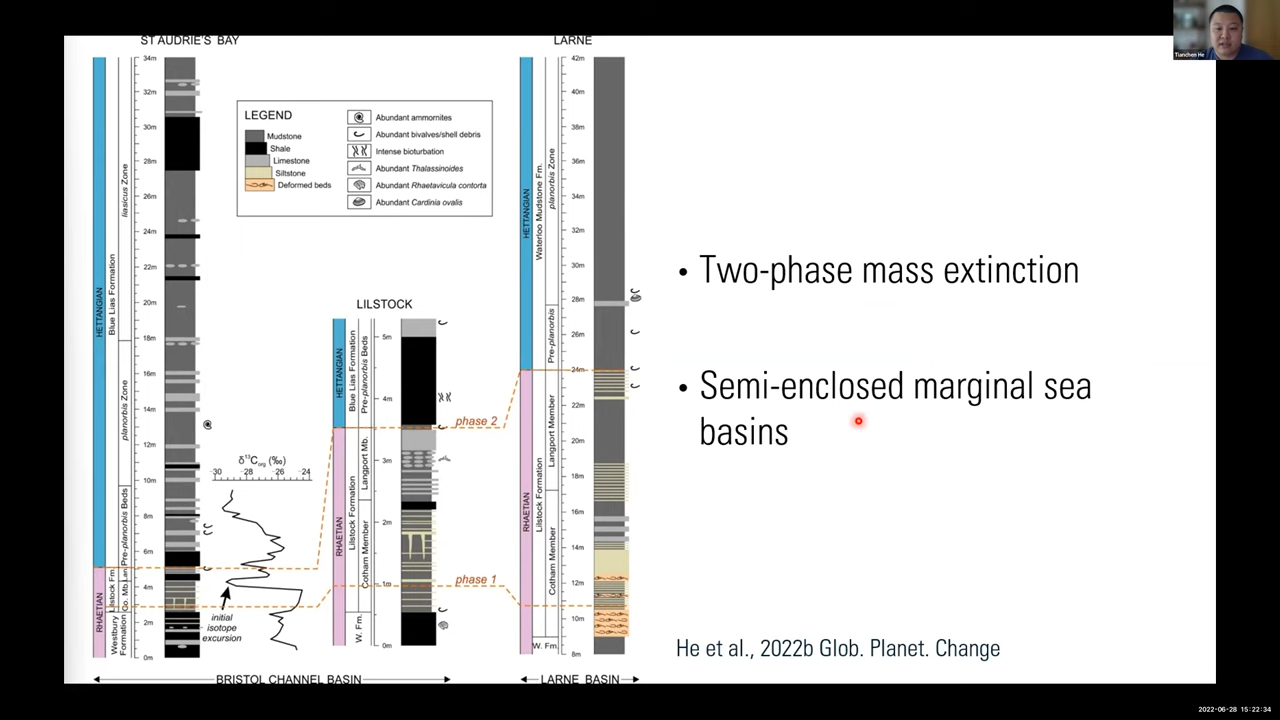 ST AUDRIE'S BAY
LARNE
Tianchen He
34m
32m
30m
28m
26m
24m
22m
20m
18m
16m
14m
12m
10m
8m
6m
4m
2m
0m
HETTANGIAN
RHAETIAN
Blue Lias Formation
liasicus Zone
planorbis Zone
Pre-planorbis Beds
Lilstock Fm.
Co. Mb.
Lan.
Westbury Formation
LEGEND
Mudstone
Shale
Limestone
Siltstone
Deformed beds
Abundant ammornites
Abundant bivalves/shell debris
Intense bioturbation
Abundant Thalassinoides
Abundant Rhaetavicula contorta
Abundant Cardinia ovalis
δ13Corg (‰)
-30 -28 -26 -24
initial
isotope
excursion
LILSTOCK
HETTANGIAN
RHAETIAN
Blue Lias Formation
Pre-planorbis Beds
Lilstock Formation
Langport Mb.
Cotham Member
W. Fm.
5m
4m
3m
2m
1m
0m
phase 2
phase 1
HETTANGIAN
RHAETIAN
Waterloo Mudstone Fm.
planorbis Zone
Pre-planorbis
Lilstock Formation
Langport Member
Cotham Member
W. Fm.
42m
40m
38m
36m
34m
32m
30m
28m
26m
24m
22m
20m
18m
16m
14m
12m
10m
8m
BRISTOL CHANNEL BASIN
LARNE BASIN
• Two-phase mass extinction
• Semi-enclosed marginal sea
basins
He et al., 2022b Glob. Planet. Change
2022-06-28 15:22:34